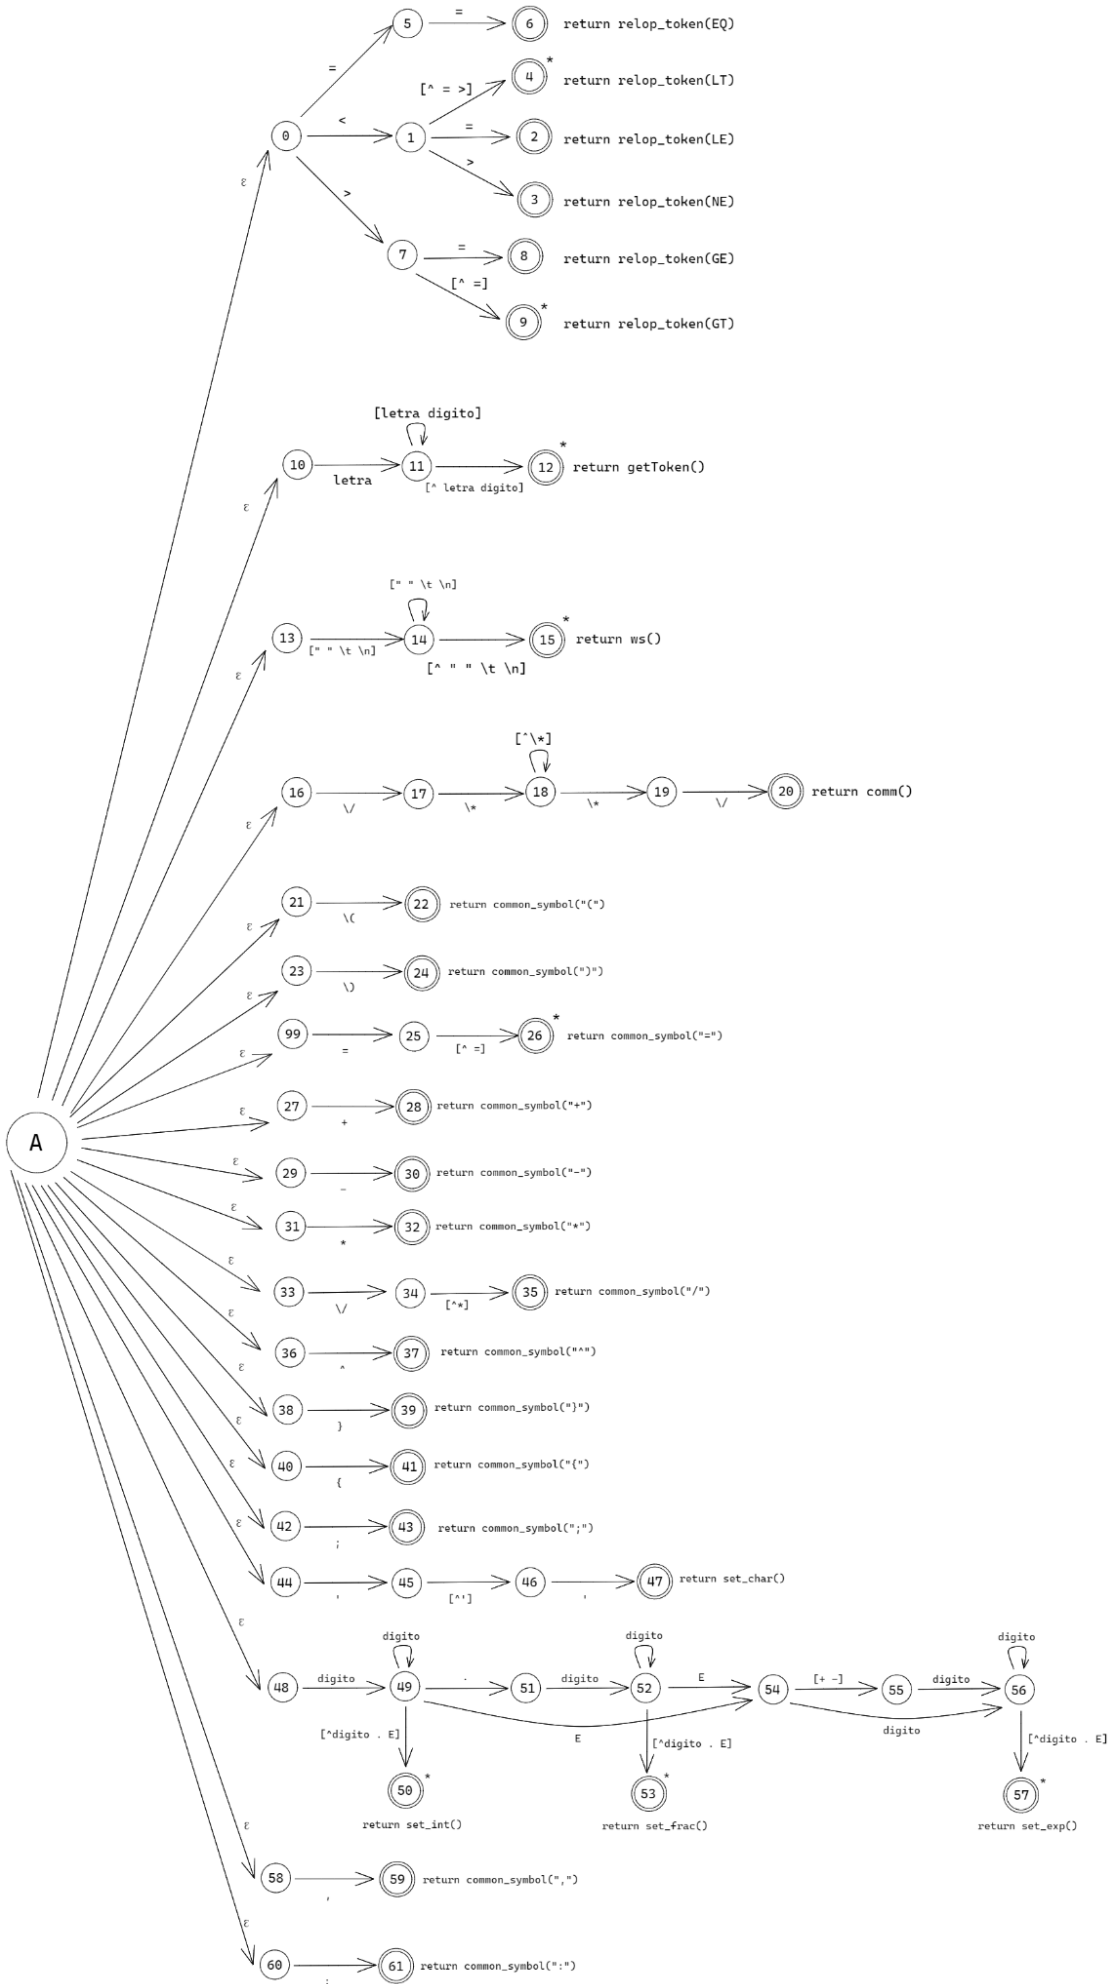 5 = 6 return relop_token(EQ)
=
4 * return relop_token(LT)
[^ = >]
0 < 1 = 2 return relop_token(LE)
>
ε
> 3 return relop_token(NE)
7 = 8 return relop_token(GE)
[^ =]
9 * return relop_token(GT)
[letra digito]
10 letra 11 [^ letra digito] 12 * return getToken()
ε
[" " \t \n]
13 [" " \t \n] 14 [^ " " \t \n] 15 * return ws()
ε
[^\*]
16 \/ 17 \* 18 \* 19 \/ 20 return comm()
ε
21 \( 22 return common_symbol("(")
ε
23 \) 24 return common_symbol(")")
ε
99 = 25 [^ =] 26 * return common_symbol("=")
ε
27 + 28 return common_symbol("+")
ε
A
29 - 30 return common_symbol("-")
ε
31 * 32 return common_symbol("*")
ε
33 \/ 34 [^*] 35 return common_symbol("/")
ε
36 ^ 37 return common_symbol("^")
ε
38 } 39 return common_symbol("}")
ε
40 { 41 return common_symbol("{")
ε
42 ; 43 return common_symbol(";")
ε
44 ' 45 [^'] 46 ' 47 return set_char()
ε
digito digito digito
48 digito 49 . 51 digito 52 E 54 [+ -] 55 digito 56
E digito
[^digito . E] [^digito . E] [^digito . E]
50 * 53 * 57 *
return set_int() return set_frac() return set_exp()
ε
58 , 59 return common_symbol(",")
ε
60 : 61 return common_symbol(":")